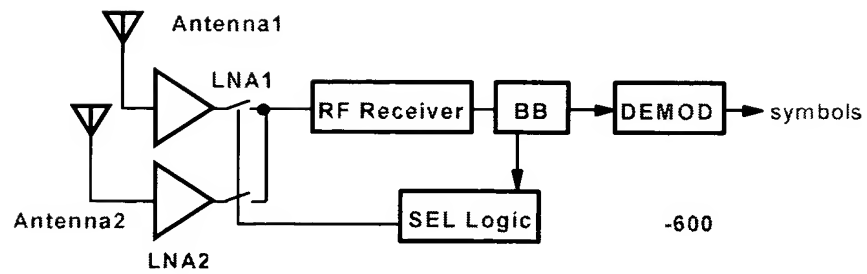 Antenna1
LNA1
RF Receiver
BB
DEMOD
symbols
Antenna2
SEL Logic
-600
LNA2